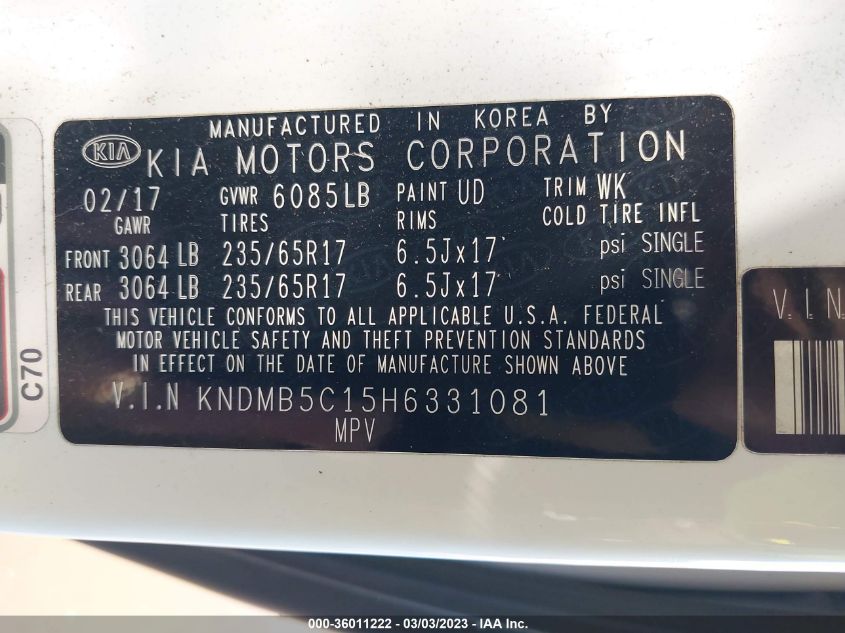 MANUFACTURED IN KOREA BY
KIA KIA MOTORS CORPORATION
02/17 GVWR 6085LB PAINT UD TRIM WK
GAWR TIRES RIMS COLD TIRE INFL
FRONT 3064 LB 235/65R17 6.5Jx17 psi SINGLE
REAR 3064 LB 235/65R17 6.5Jx17 psi SINGLE
THIS VEHICLE CONFORMS TO ALL APPLICABLE U.S.A. FEDERAL
MOTOR VEHICLE SAFETY AND THEFT PREVENTION STANDARDS
IN EFFECT ON THE DATE OF MANUFACTURE SHOWN ABOVE
V.I.N KNDMB5C15H6331081
MPV
C70
V.I.N.
000-36011222 - 03/03/2023 - IAA Inc.